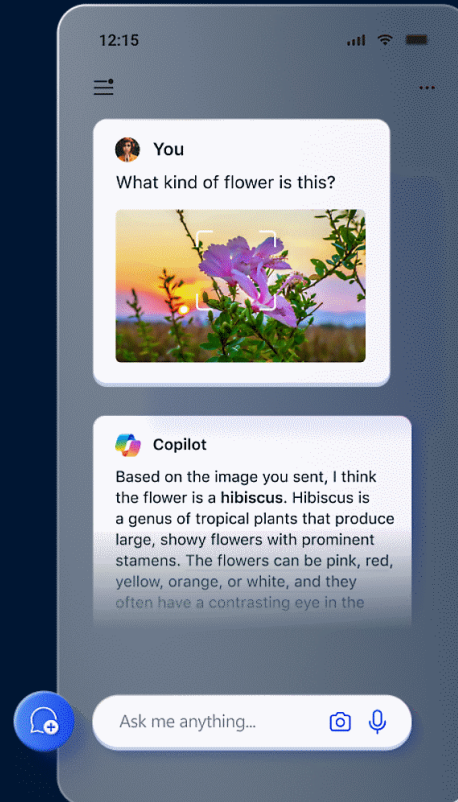 12:15
You
What kind of flower is this?
Copilot
Based on the image you sent, I think
the flower is a hibiscus. Hibiscus is
a genus of tropical plants that produce
large, showy flowers with prominent
stamens. The flowers can be pink, red,
yellow, orange, or white, and they
often have a contrasting eye in the
Ask me anything...